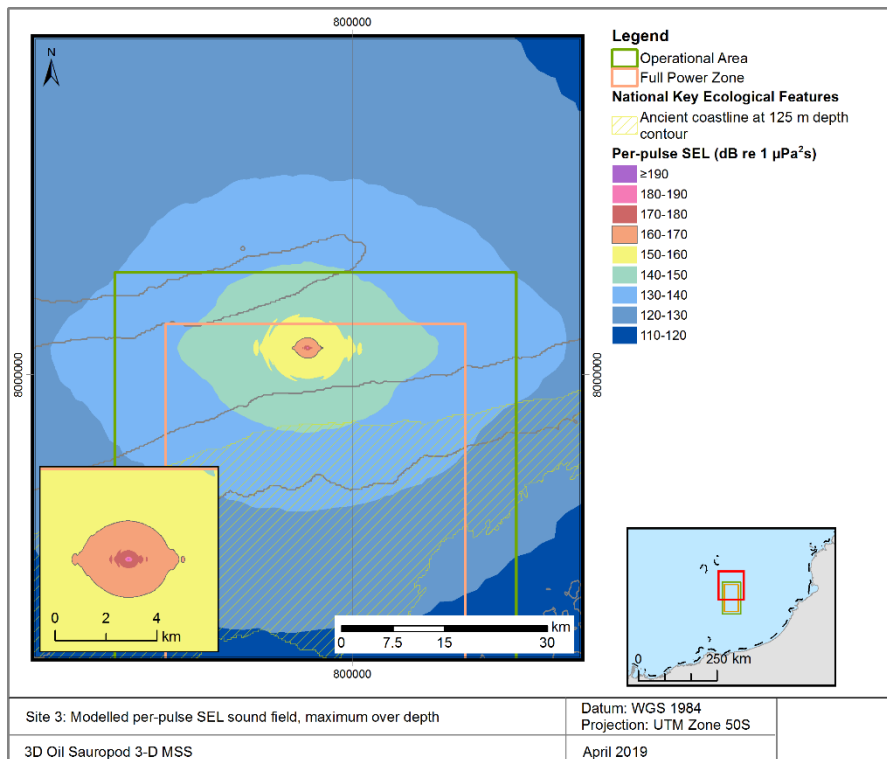 800000
N
8000000
8000000
0 2 4
km
km
0 7.5 15 30
800000
Legend
Operational Area
Full Power Zone
National Key Ecological Features
Ancient coastline at 125 m depth
contour
Per-pulse SEL (dB re 1 µPa²s)
≥190
180-190
170-180
160-170
150-160
140-150
130-140
120-130
110-120
0 250 km
Site 3: Modelled per-pulse SEL sound field, maximum over depth
Datum: WGS 1984
Projection: UTM Zone 50S
3D Oil Sauropod 3-D MSS
April 2019